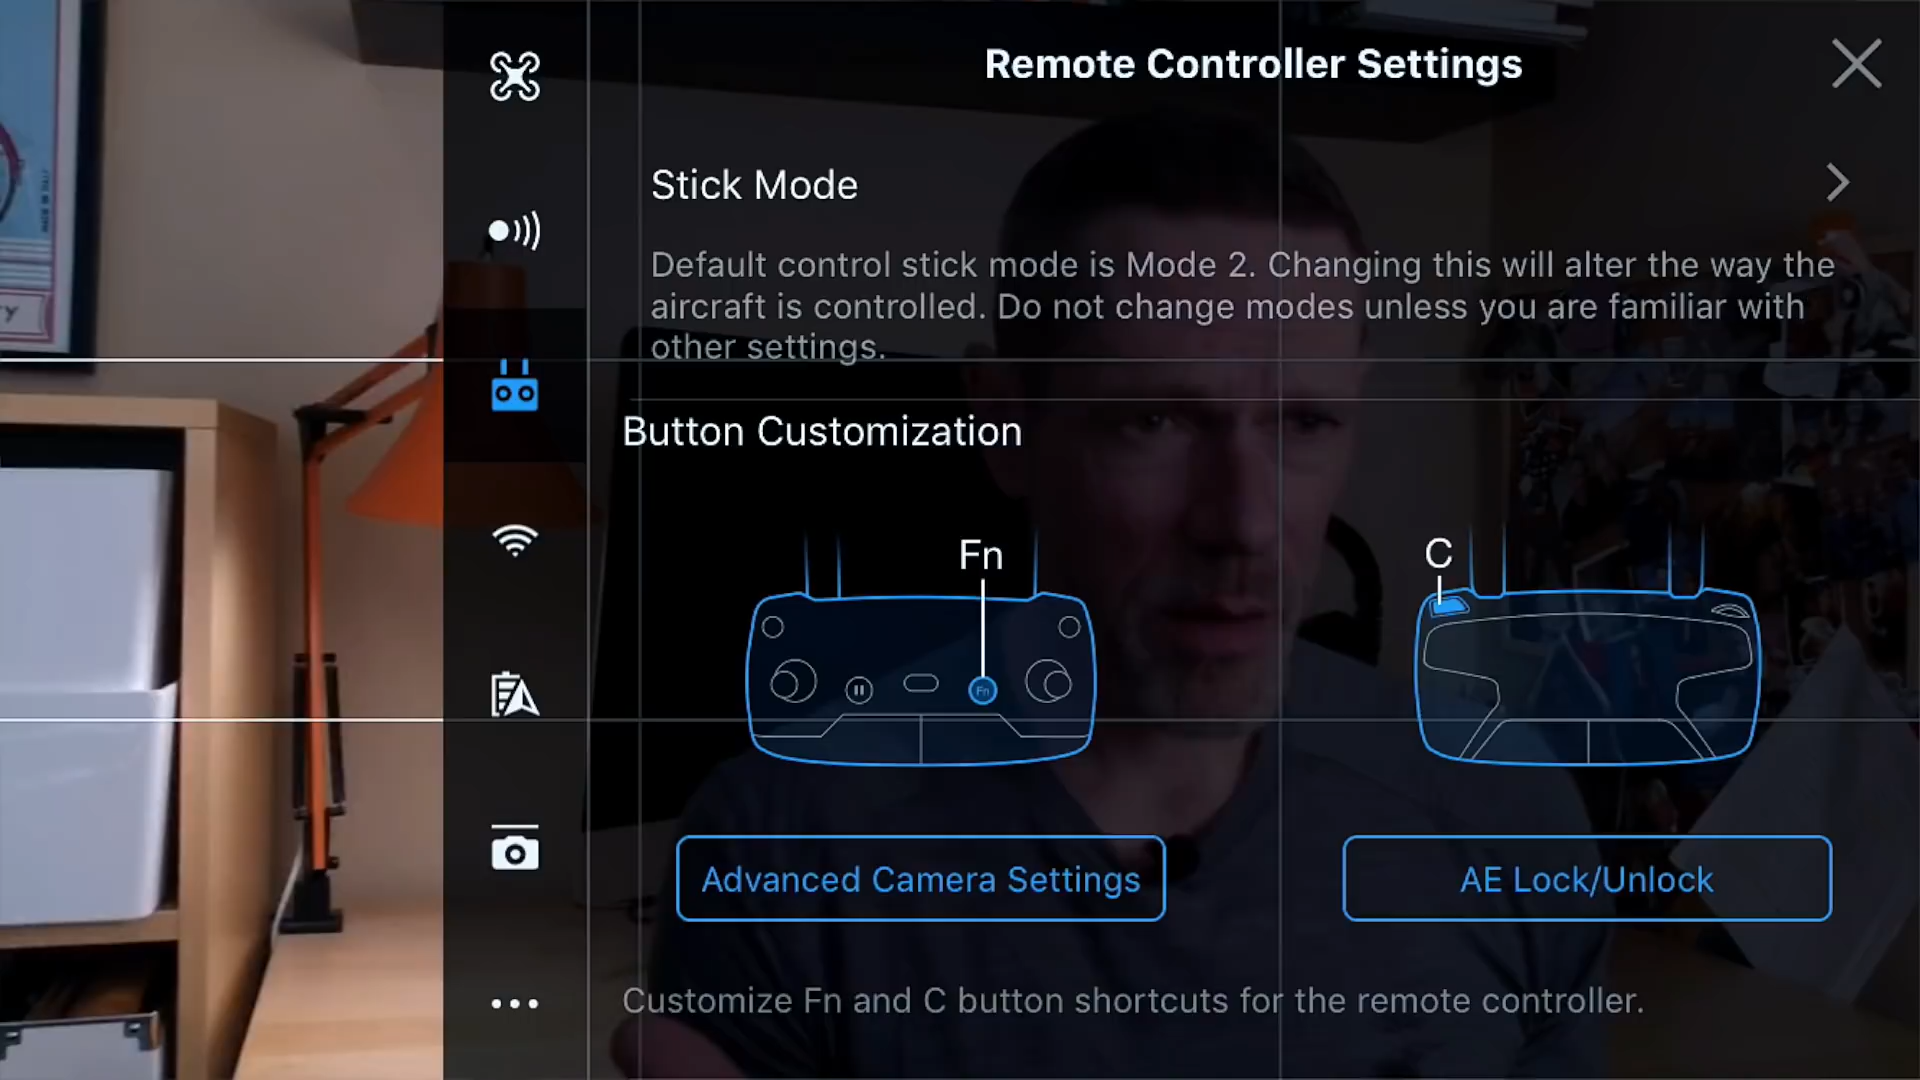 Remote Controller Settings
Stick Mode
Default control stick mode is Mode 2. Changing this will alter the way the
aircraft is controlled. Do not change modes unless you are familiar with
other settings.
Button Customization
Fn
C
Fn
Advanced Camera Settings
AE Lock/Unlock
Customize Fn and C button shortcuts for the remote controller.